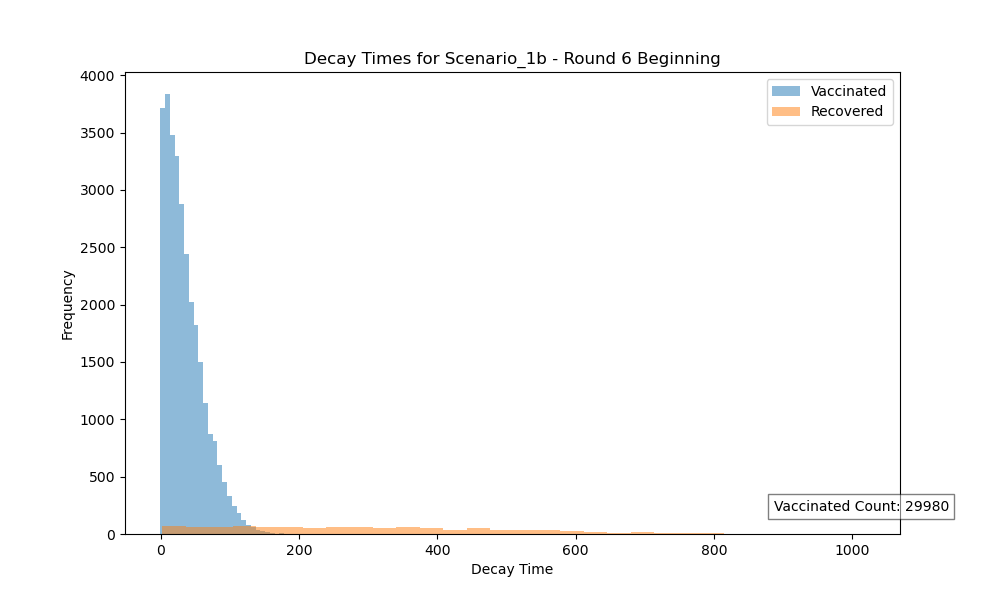 Decay Times for Scenario_1b - Round 6 Beginning
Vaccinated
Recovered
4000
3500
3000
2500
2000
1500
1000
500
0
Frequency
Vaccinated Count: 29980
0
200
400
600
800
1000
Decay Time